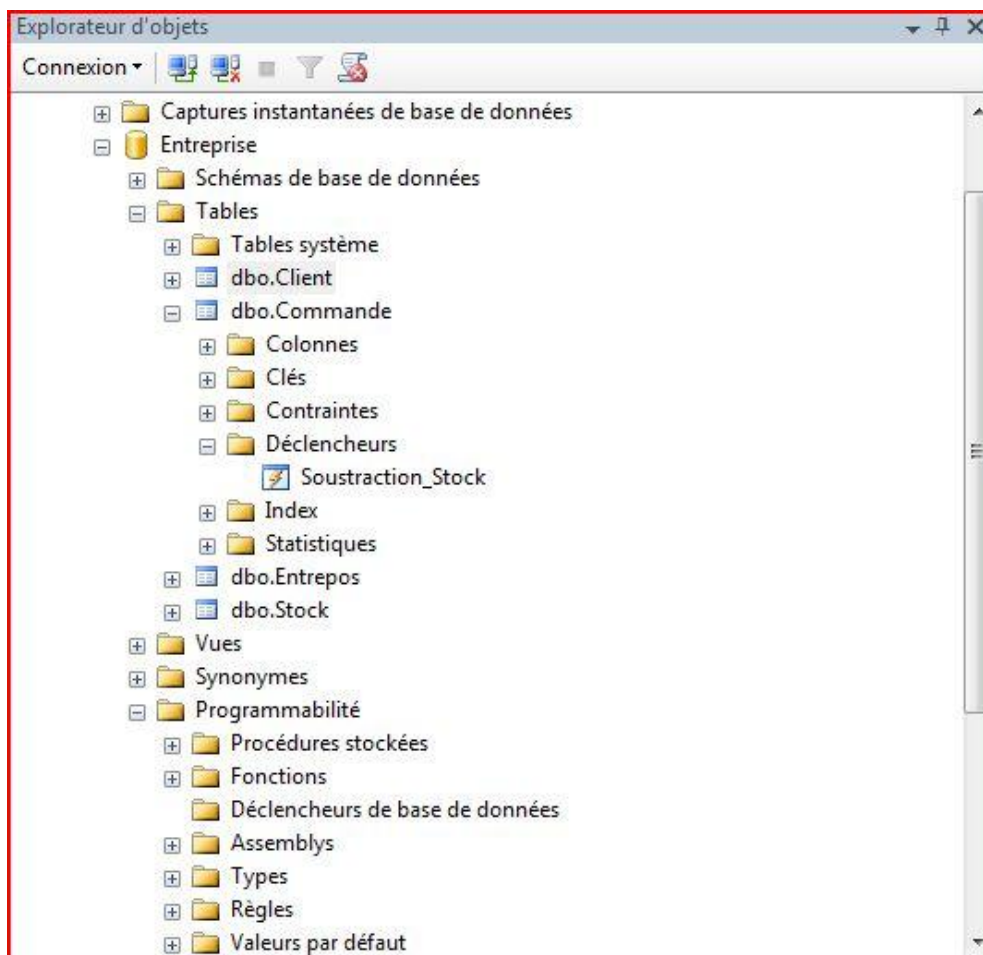 Explorateur d'objets
Connexion
Captures instantanées de base de données
Entreprise
Schémas de base de données
Tables
Tables système
dbo.Client
dbo.Commande
Colonnes
Clés
Contraintes
Déclencheurs
Soustraction_Stock
Index
Statistiques
dbo.Entrepos
dbo.Stock
Vues
Synonymes
Programmabilité
Procédures stockées
Fonctions
Déclencheurs de base de données
Assemblys
Types
Règles
Valeurs par défaut